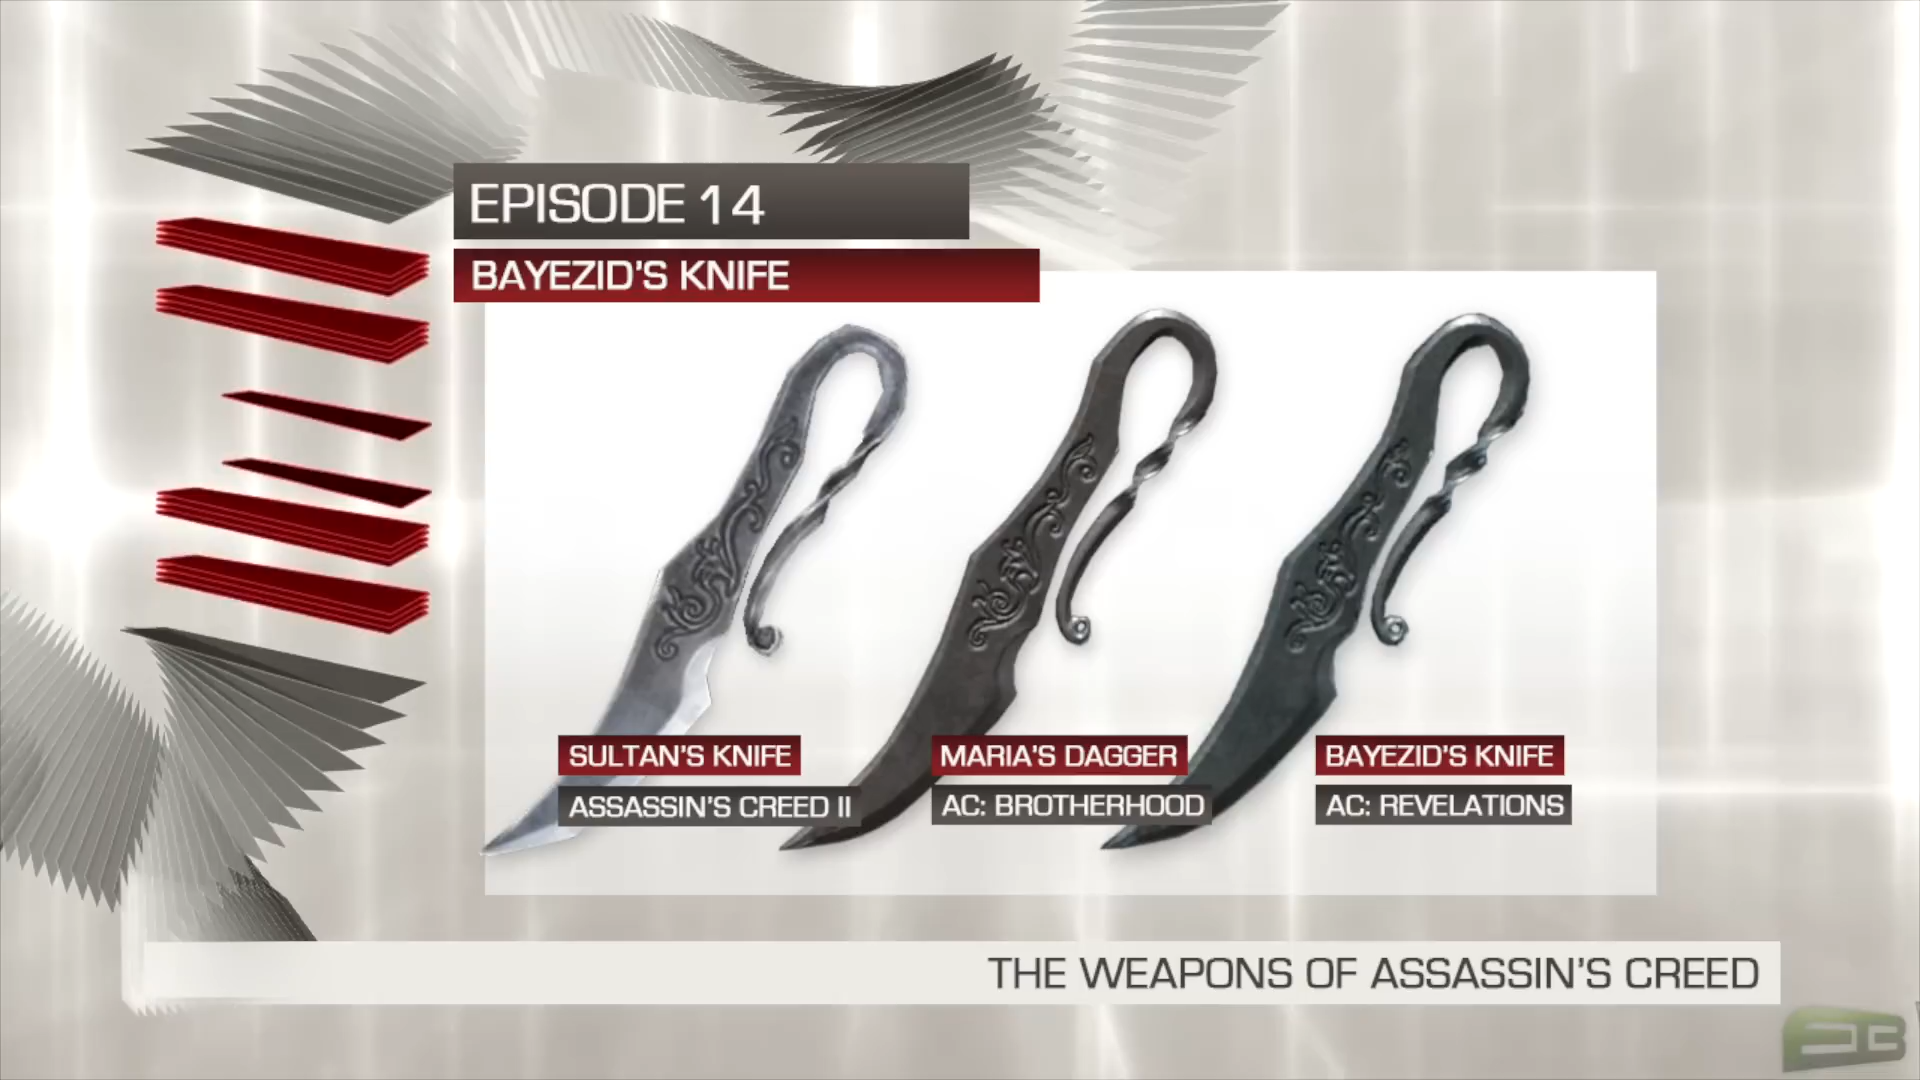 EPISODE 14
BAYEZID'S KNIFE
SULTAN'S KNIFE
ASSASSIN'S CREED II
MARIA'S DAGGER
AC: BROTHERHOOD
BAYEZID'S KNIFE
AC: REVELATIONS
THE WEAPONS OF ASSASSIN'S CREED